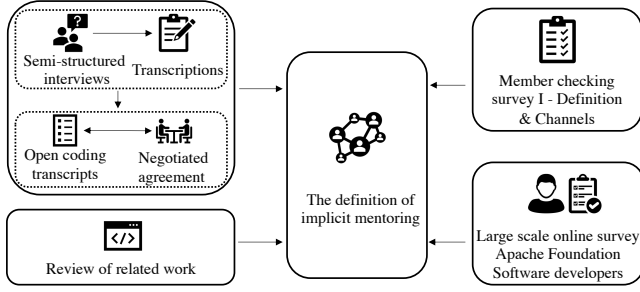 Semi-structured
interviews
Transcriptions
Open coding
transcripts
Negotiated
agreement
</>
Review of related work
The definition of
implicit mentoring
Member checking
survey I - Definition
& Channels
Large scale online survey
Apache Foundation
Software developers